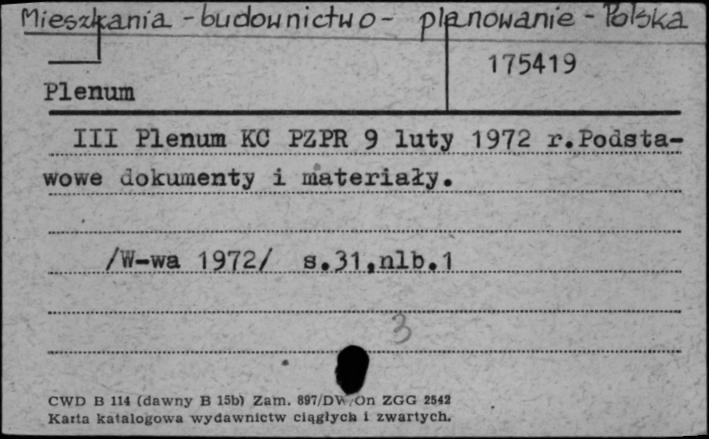 Mieszkania - budownictwo - planowanie - Polska
175419
Plenum
III Plenum KC PZPR 9 luty 1972 r.Podsta-
wowe dokumenty i materiały.
/W-wa 1972/ s.31,nlb.1
3
CWD B 114 (dawny B 15b) Zam. 897/DW/On ZGG 2542
Karta katalogowa wydawnictw ciągłych i zwartych.